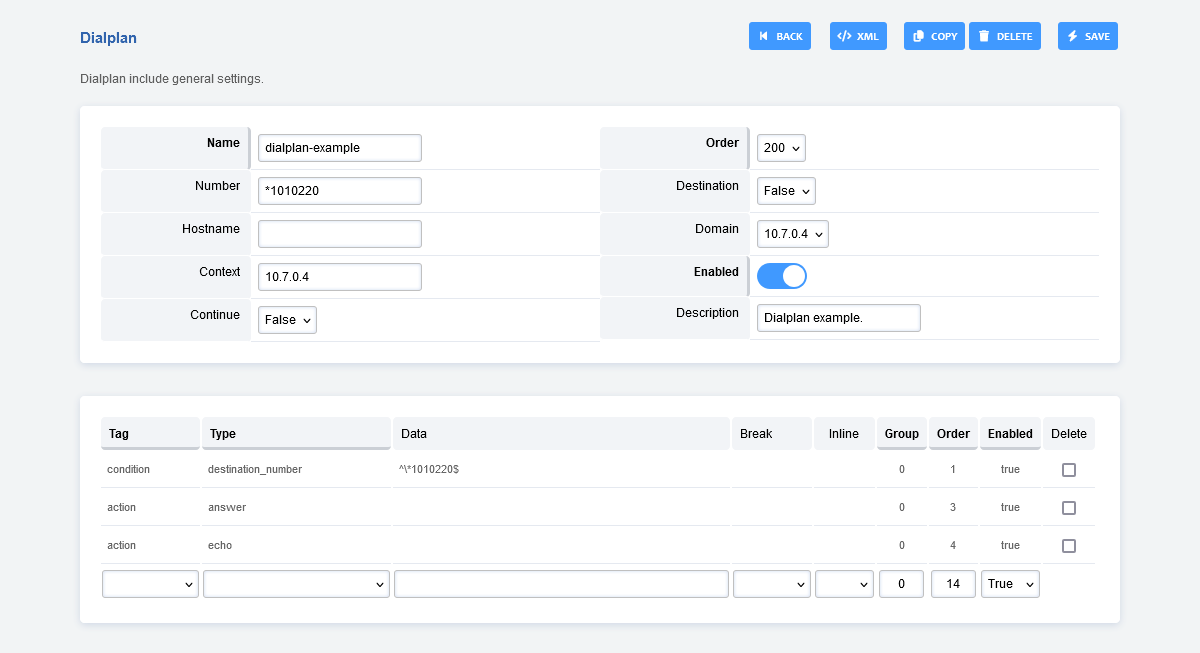 Dialplan
BACK
XML
COPY
DELETE
SAVE
Dialplan include general settings.
Name dialplan-example
Order 200
Number *1010220
Destination False
Hostname
Domain 10.7.0.4
Context 10.7.0.4
Enabled
Continue False
Description Dialplan example.
Tag Type Data Break Inline Group Order Enabled Delete
condition destination_number ^\*1010220$ 0 1 true
action answer 0 3 true
action echo 0 4 true
0 14 True